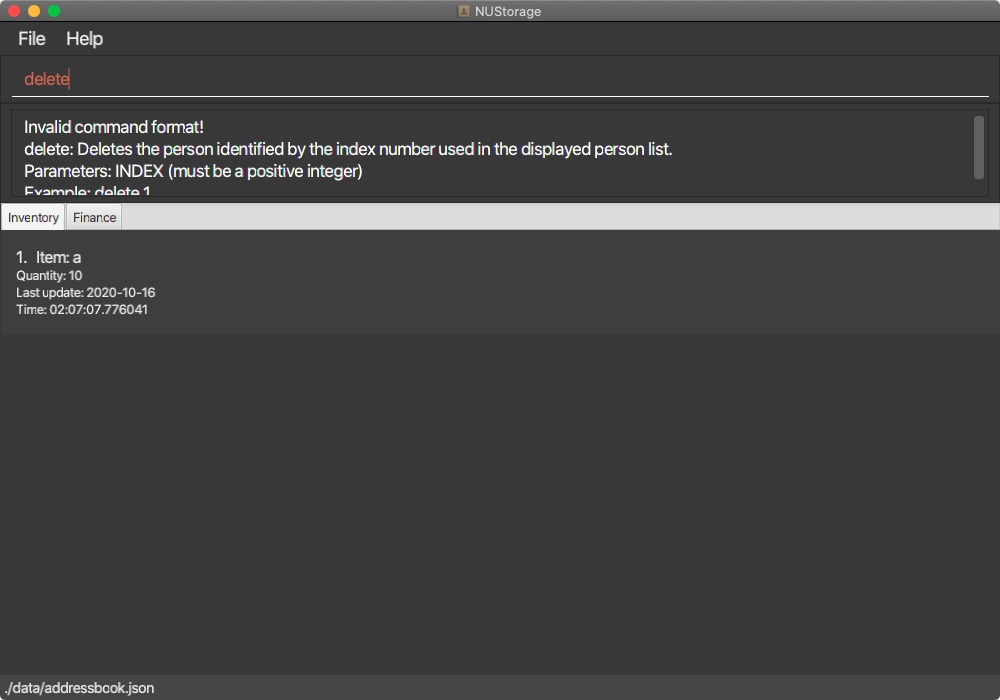 NUStorage
File Help
delete
Invalid command format!
delete: Deletes the person identified by the index number used in the displayed person list.
Parameters: INDEX (must be a positive integer)
Example: delete 1
Inventory Finance
1. Item: a
Quantity: 10
Last update: 2020-10-16
Time: 02:07:07.776041
./data/addressbook.json